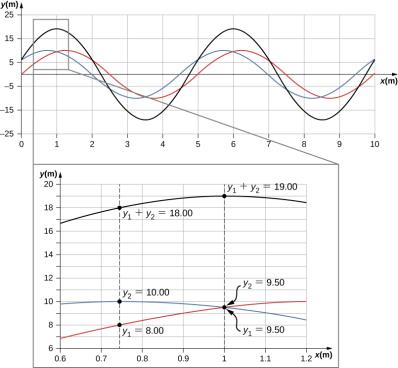 y(m)
25
15
5
-5
-15
-25
0 1 2 3 4 5 6 7 8 9 10
x(m)
y(m)
20
18
16
14
12
10
8
6
y₁ + y₂ = 19.00
y₁ + y₂ = 18.00
y₂ = 10.00
y₂ = 9.50
y₁ = 8.00
y₁ = 9.50
0.6 0.7 0.8 0.9 1 1.1 1.2
x(m)